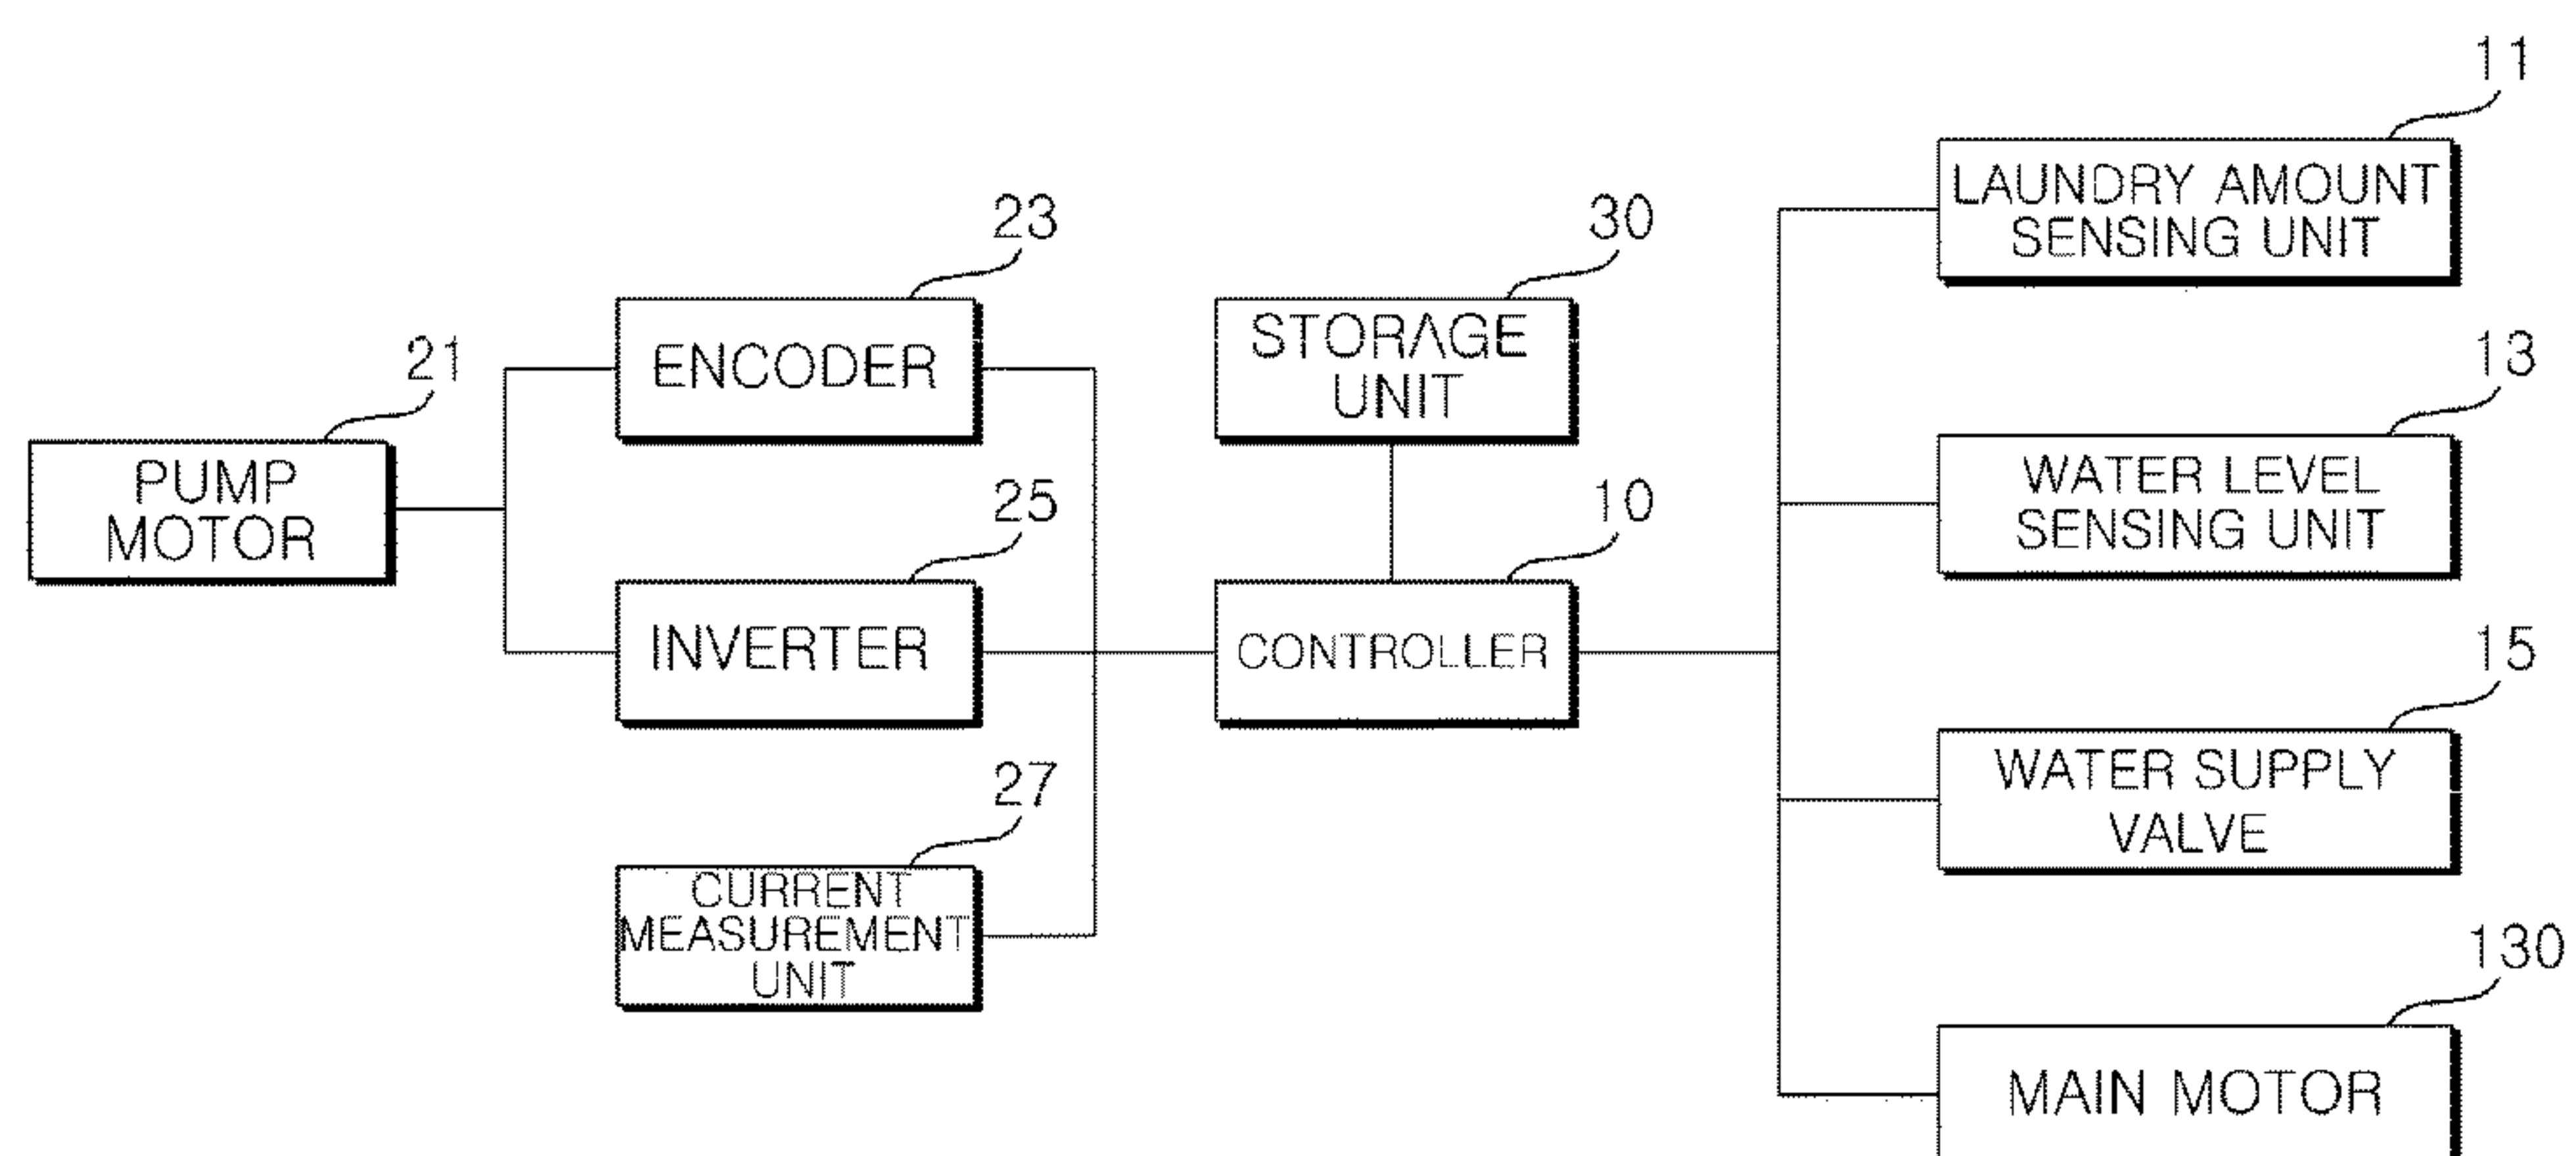 11
LAUNDRY AMOUNT
SENSING UNIT
23
ENCODER
30
STORAGE
UNIT
13
WATER LEVEL
SENSING UNIT
21
PUMP
MOTOR
25
INVERTER
10
CONTROLLER
15
WATER SUPPLY
VALVE
27
CURRENT
MEASUREMENT
UNIT
130
MAIN MOTOR